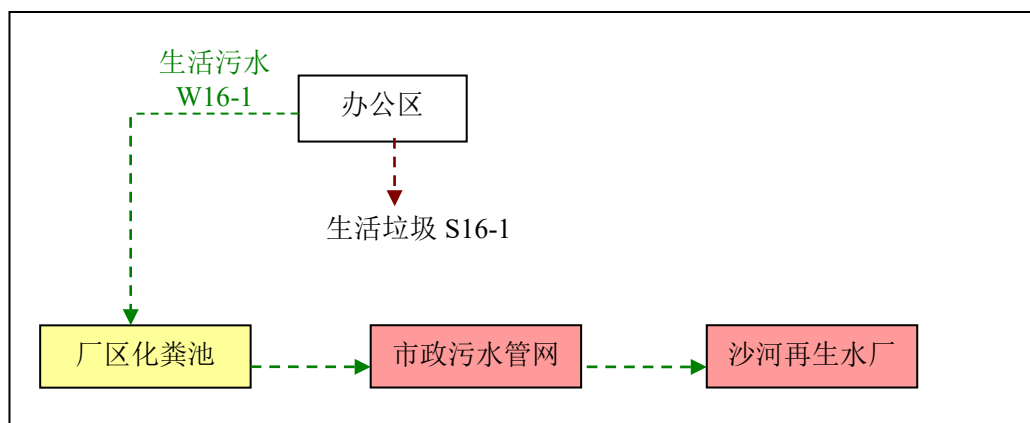 生活污水
W16-1
办公区
生活垃圾 S16-1
厂区化粪池
市政污水管网
沙河再生水厂